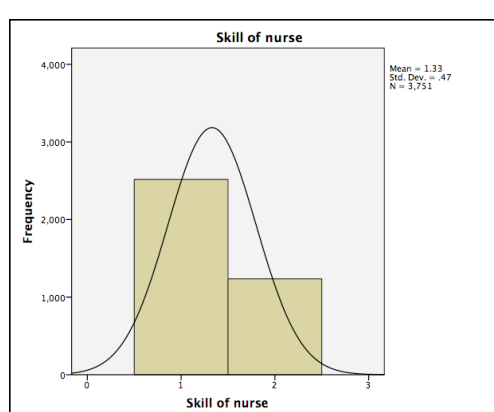 Skill of nurse
Mean = 1.33
Std. Dev. = .47
N = 3,751
4,000
3,000
2,000
1,000
0
Frequency
0 1 2 3
Skill of nurse